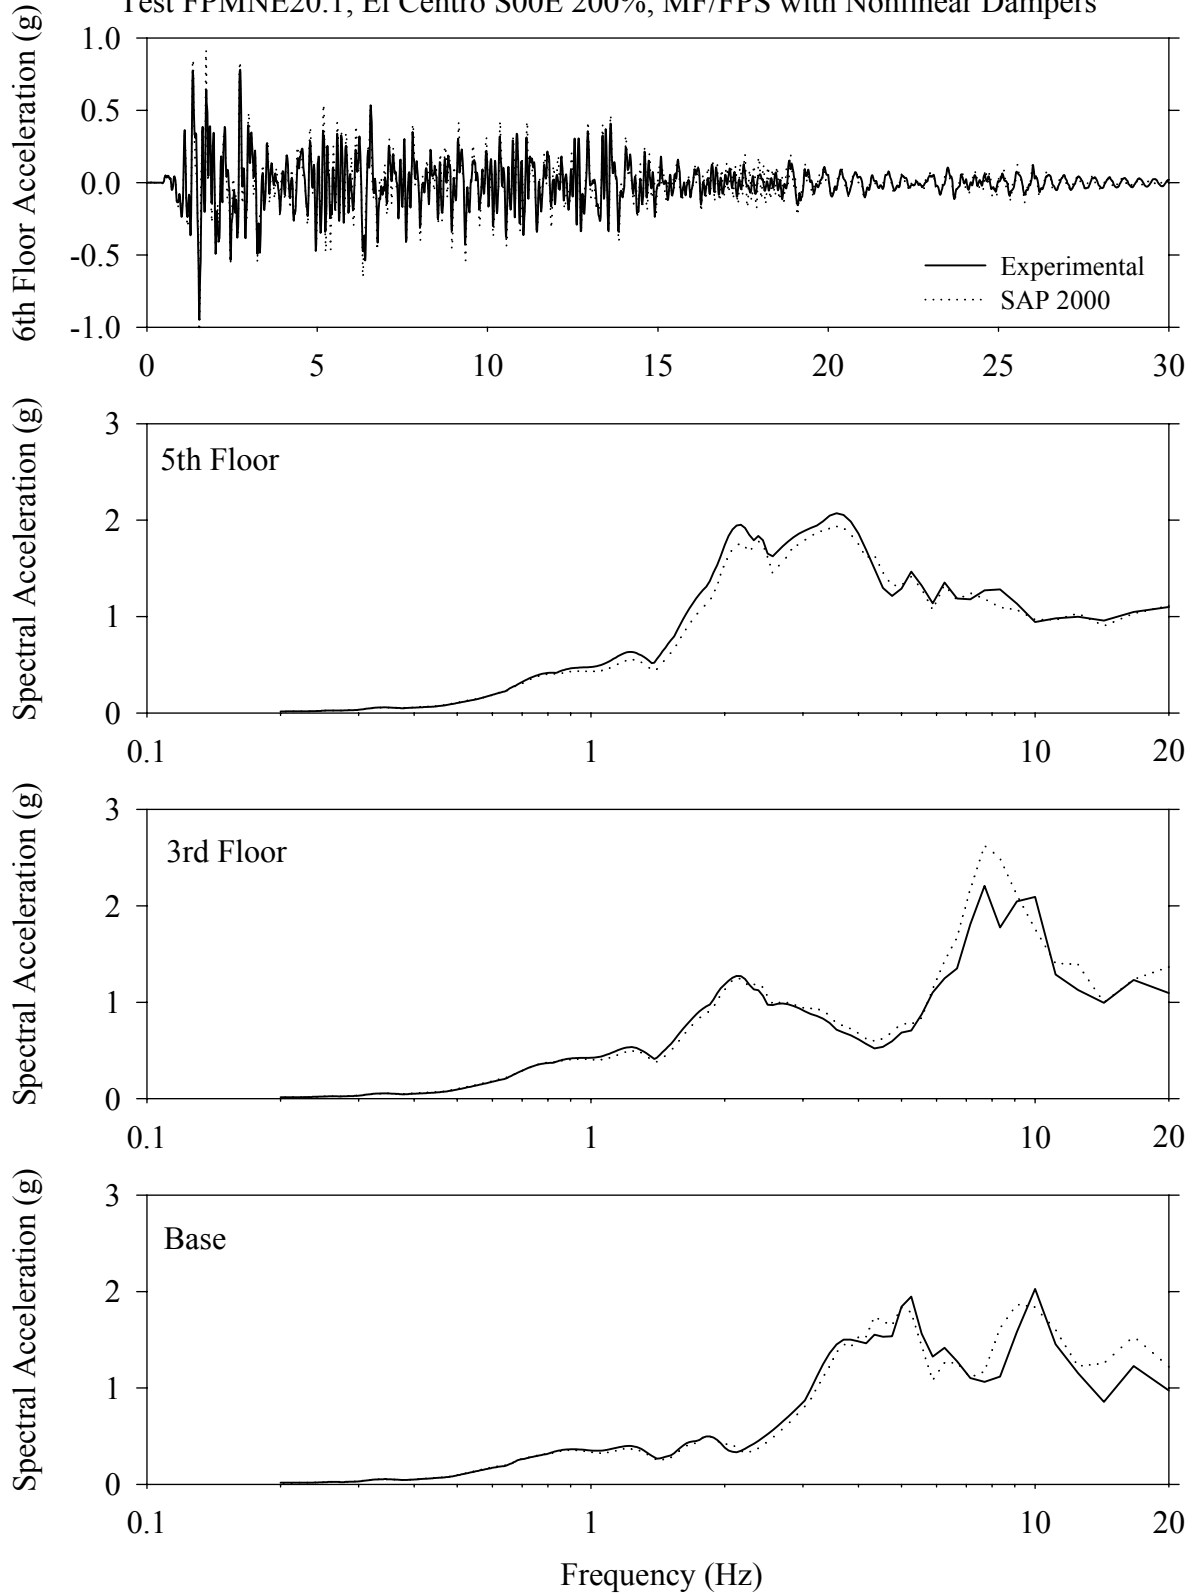 Test FPMNE20.1, El Centro S00E 200%, MF/FPS with Nonlinear Dampers
6th Floor Acceleration (g)
1.0
0.5
0.0
-0.5
-1.0
Experimental
SAP 2000
0 5 10 15 20 25 30
Spectral Acceleration (g)
3
5th Floor
2
1
0
0.1 1 10 20
Spectral Acceleration (g)
3
3rd Floor
2
1
0
0.1 1 10 20
Spectral Acceleration (g)
3
Base
2
1
0
0.1 1 10 20
Frequency (Hz)